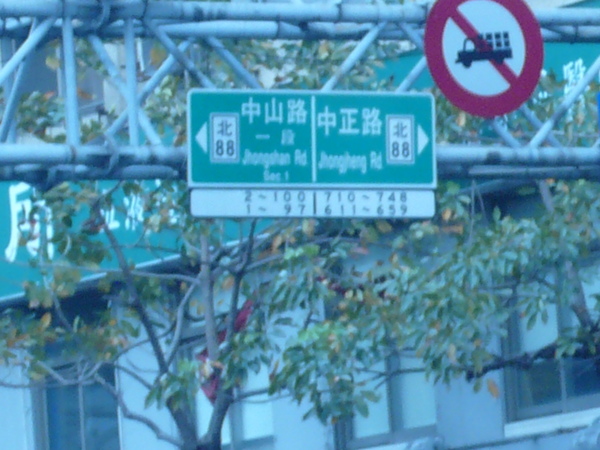 中山路
一段
北
88
Jhongshan Rd.
Sec.1
中正路
北
88
Jhongjheng Rd.
2~100
1~97
710~748
611~659